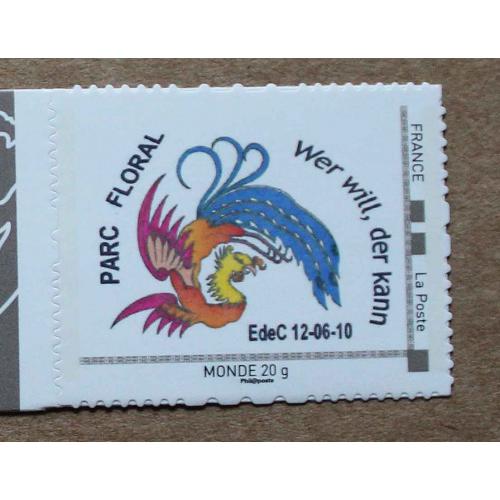 PARC FLORAL
Wer will, der kann
EdeC 12-06-10
FRANCE
La Poste
MONDE 20 g
Phil@poste